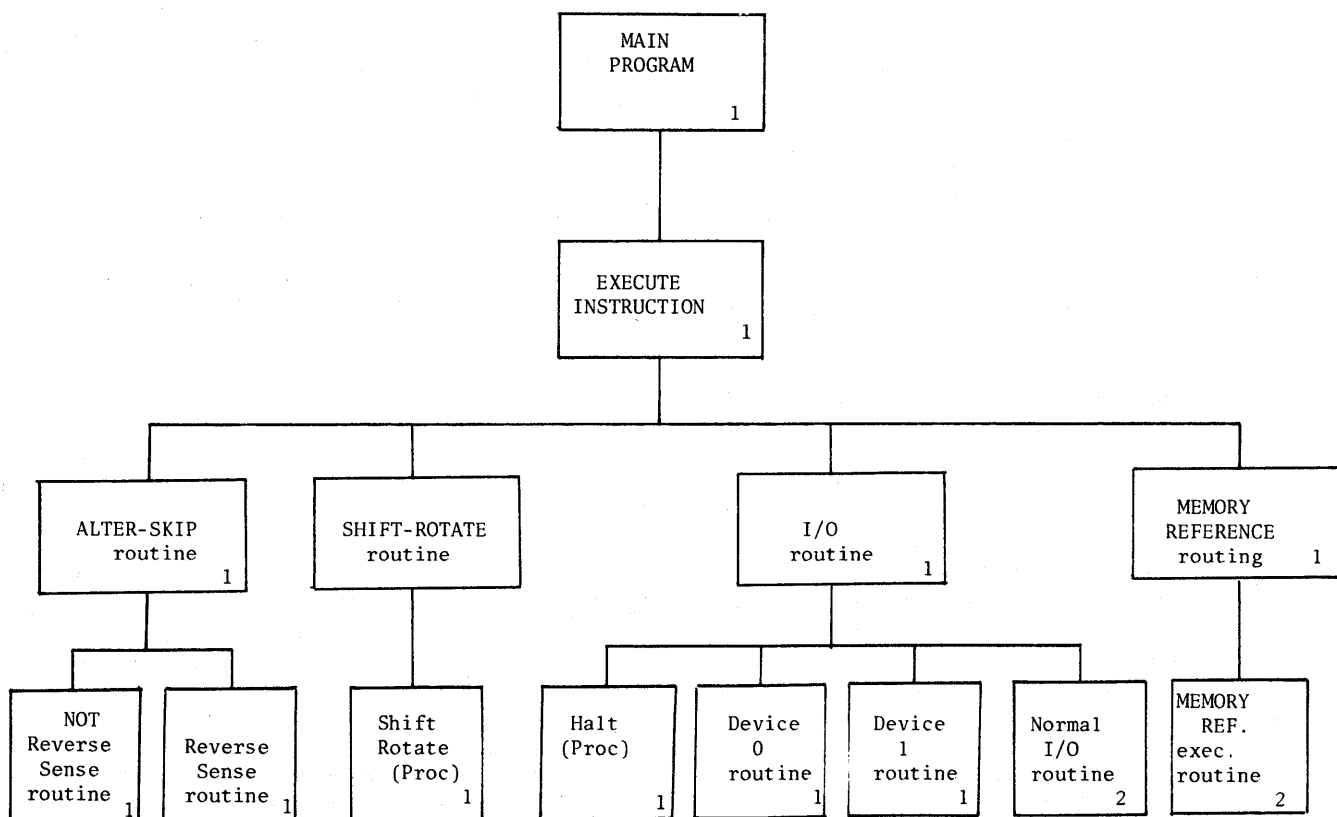 MAIN
PROGRAM
1
EXECUTE
INSTRUCTION
1
ALTER-SKIP
routine
1
SHIFT-ROTATE
routine
I/O
routine
1
MEMORY
REFERENCE
routing 1
NOT
Reverse
Sense
routine
1
Reverse
Sense
routine
1
Shift
Rotate
(Proc)
1
Halt
(Proc)
1
Device
0
routine
1
Device
1
routine
1
Normal
I/O
routine
2
MEMORY
REF.
exec.
routine
2